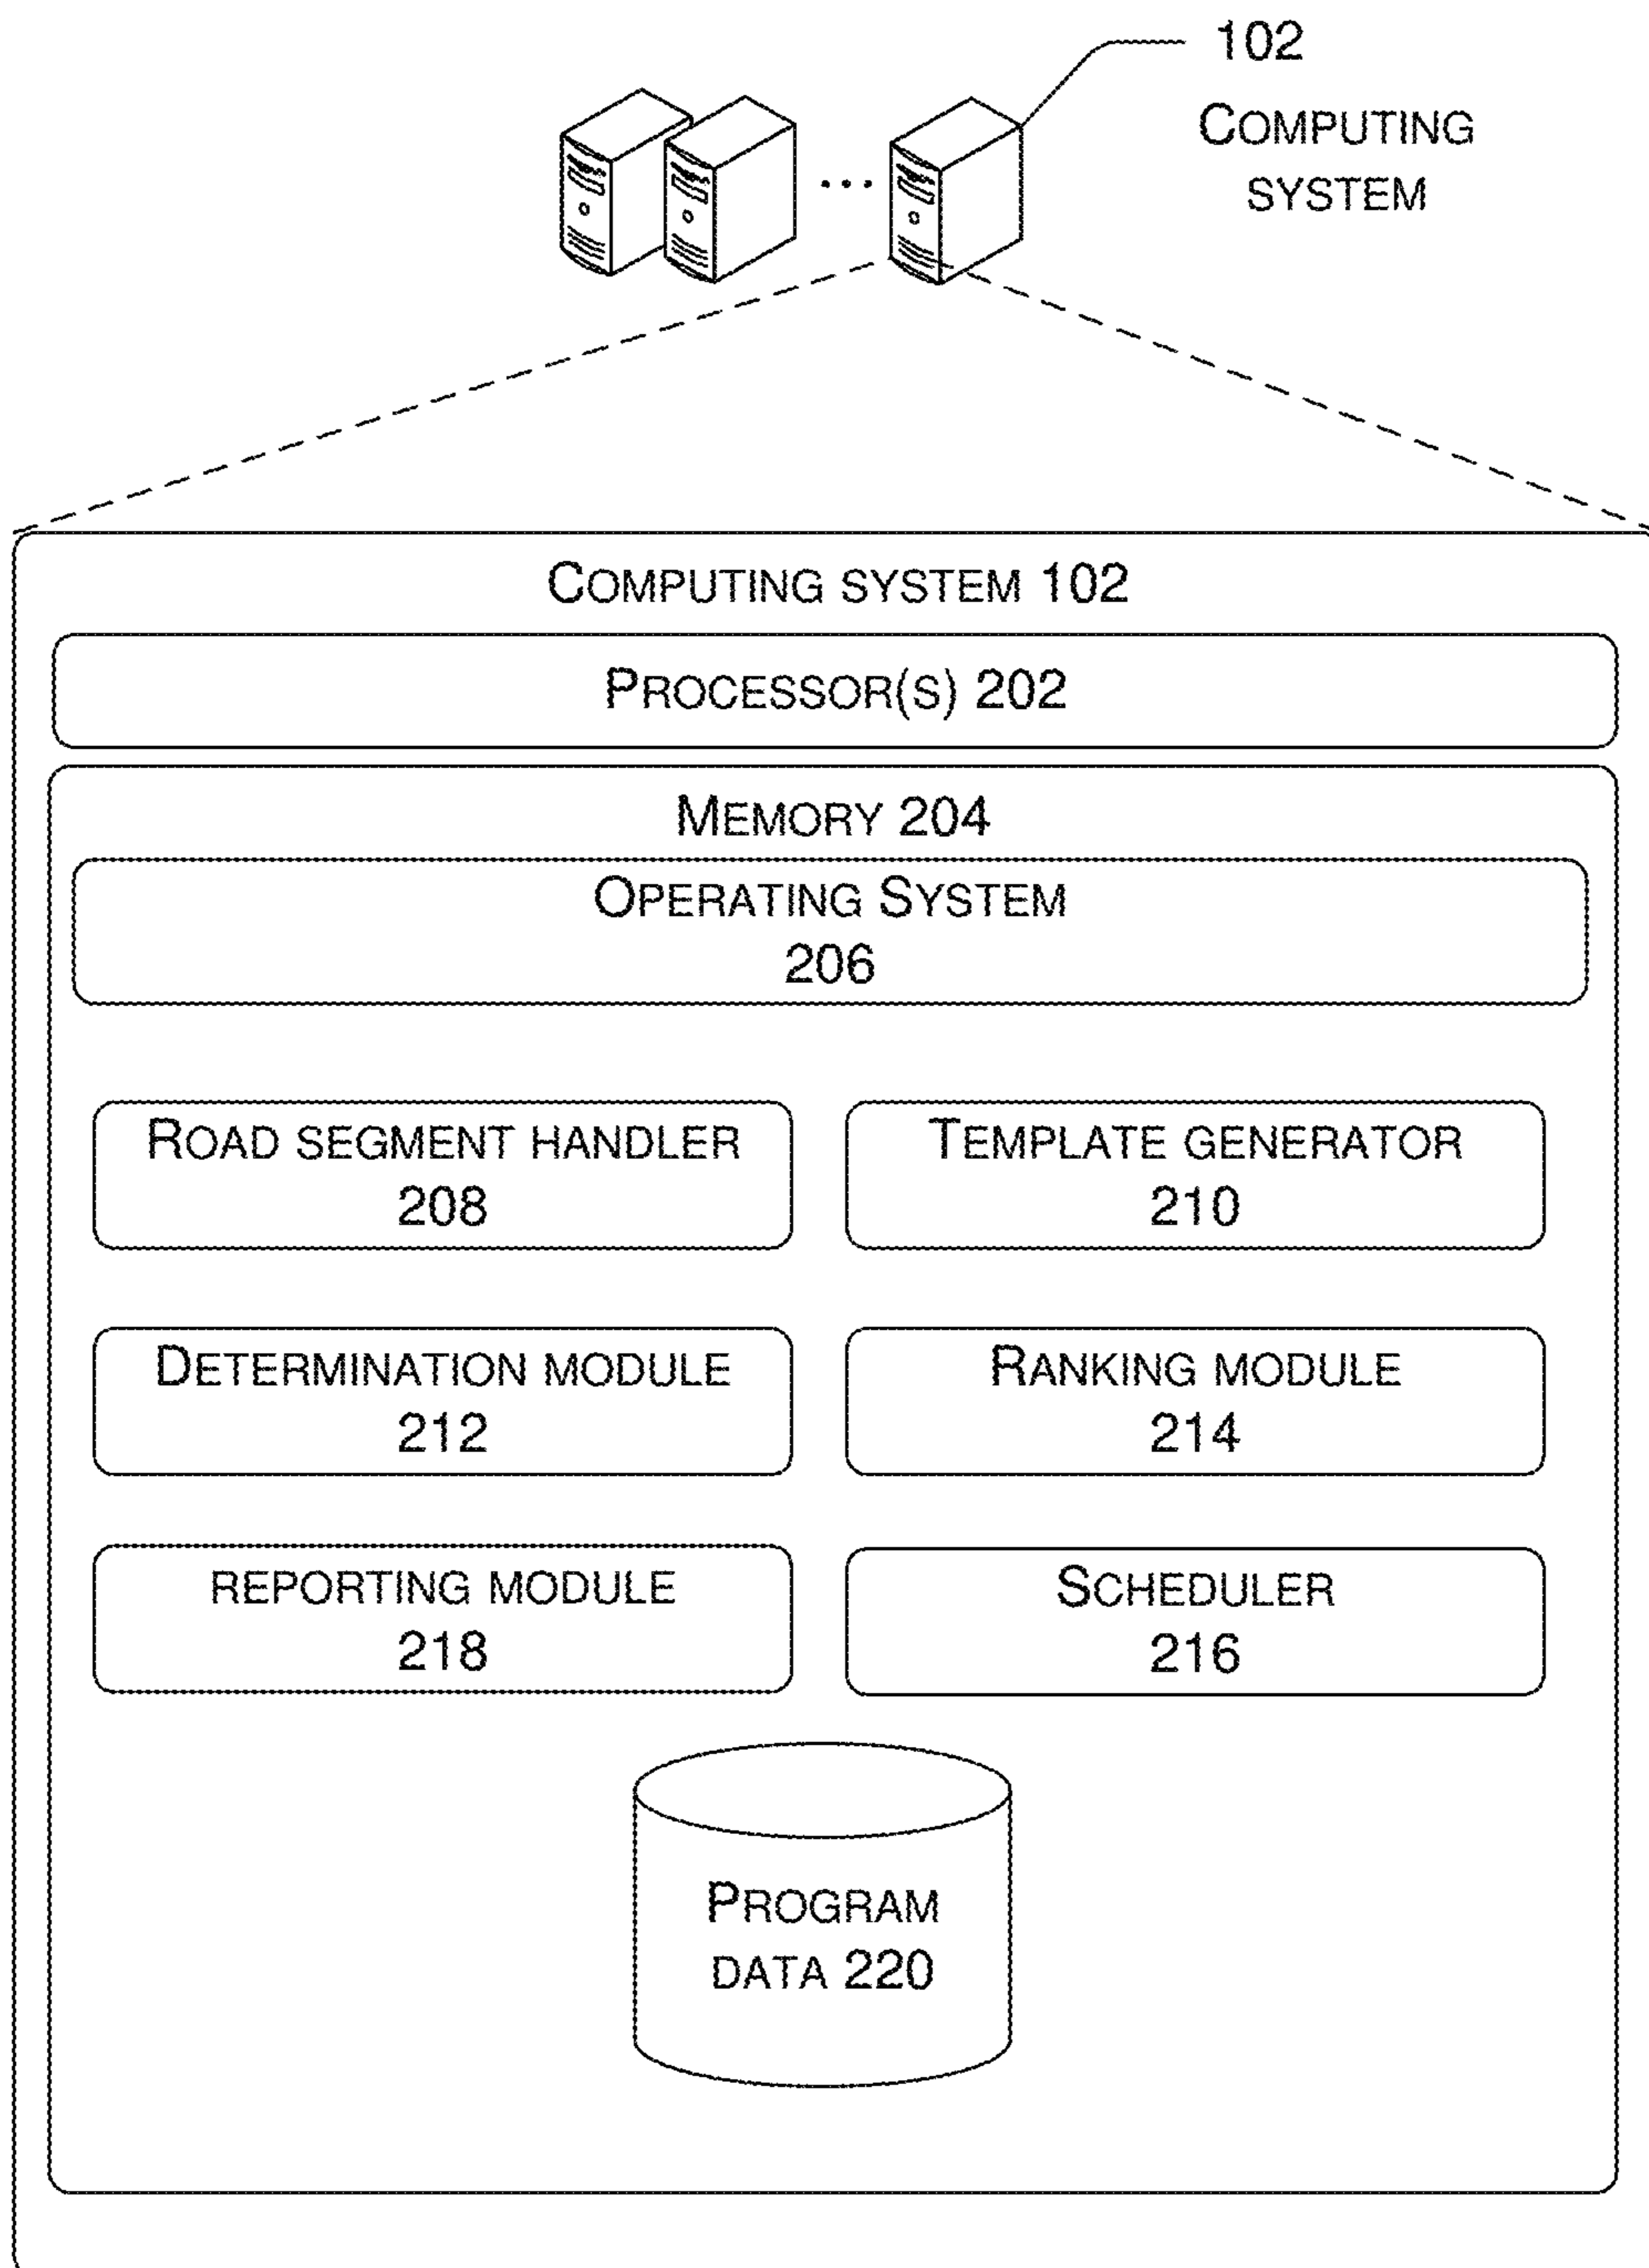 102
COMPUTING
SYSTEM
COMPUTING SYSTEM 102
PROCESSOR(S) 202
MEMORY 204
OPERATING SYSTEM
206
ROAD SEGMENT HANDLER
208
TEMPLATE GENERATOR
210
DETERMINATION MODULE
212
RANKING MODULE
214
REPORTING MODULE
218
SCHEDULER
216
PROGRAM
DATA 220